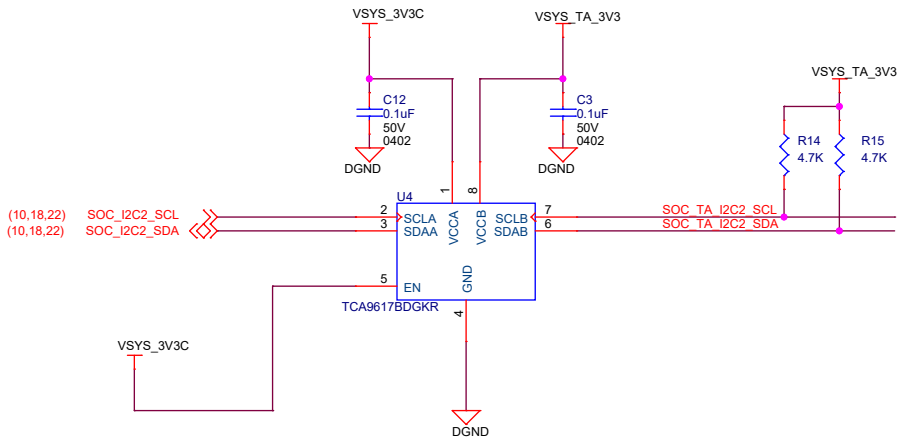 VSYS_3V3C
VSYS_TA_3V3
VSYS_TA_3V3
C12
0.1uF
50V
0402
DGND
C3
0.1uF
50V
0402
DGND
R14
4.7K
R15
4.7K
1
8
U4
(10,18,22) SOC_I2C2_SCL
2
SCLA
VCCA
VCCB
SCLB
7
SOC_TA_I2C2_SCL
(10,18,22) SOC_I2C2_SDA
3
SDAA
SDAB
6
SOC_TA_I2C2_SDA
5
EN
GND
TCA9617BDGKR
4
VSYS_3V3C
DGND